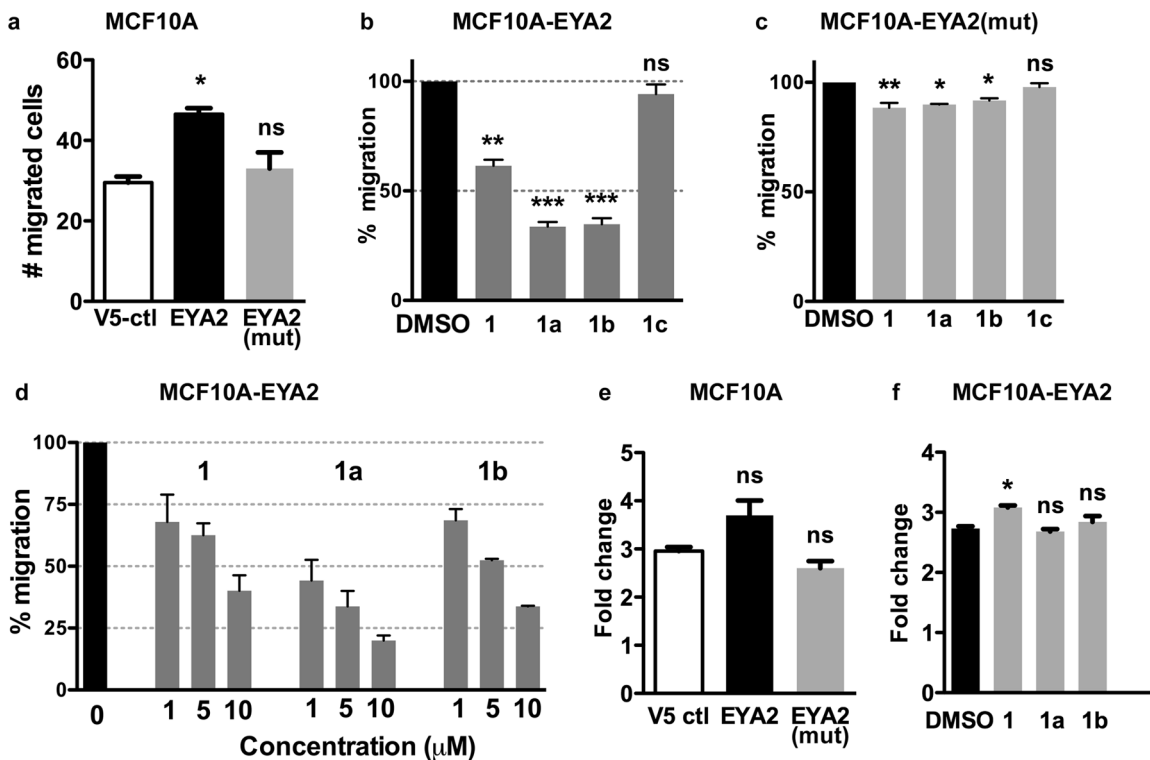 a MCF10A
# migrated cells
60
40
20
0
*
ns
V5-ctl EYA2 EYA2
(mut)
b MCF10A-EYA2
% migration
100
50
0
**
***
***
ns
DMSO 1 1a 1b 1c
c MCF10A-EYA2(mut)
% migration
100
50
0
**
*
*
ns
DMSO 1 1a 1b 1c
d MCF10A-EYA2
% migration
100
75
50
25
0
1 1a 1b
0 1 5 10 1 5 10 1 5 10
Concentration (μM)
e MCF10A
Fold change
5
4
3
2
1
0
ns
ns
V5 ctl EYA2 EYA2
(mut)
f MCF10A-EYA2
Fold change
4
3
2
1
0
*
ns
ns
DMSO 1 1a 1b